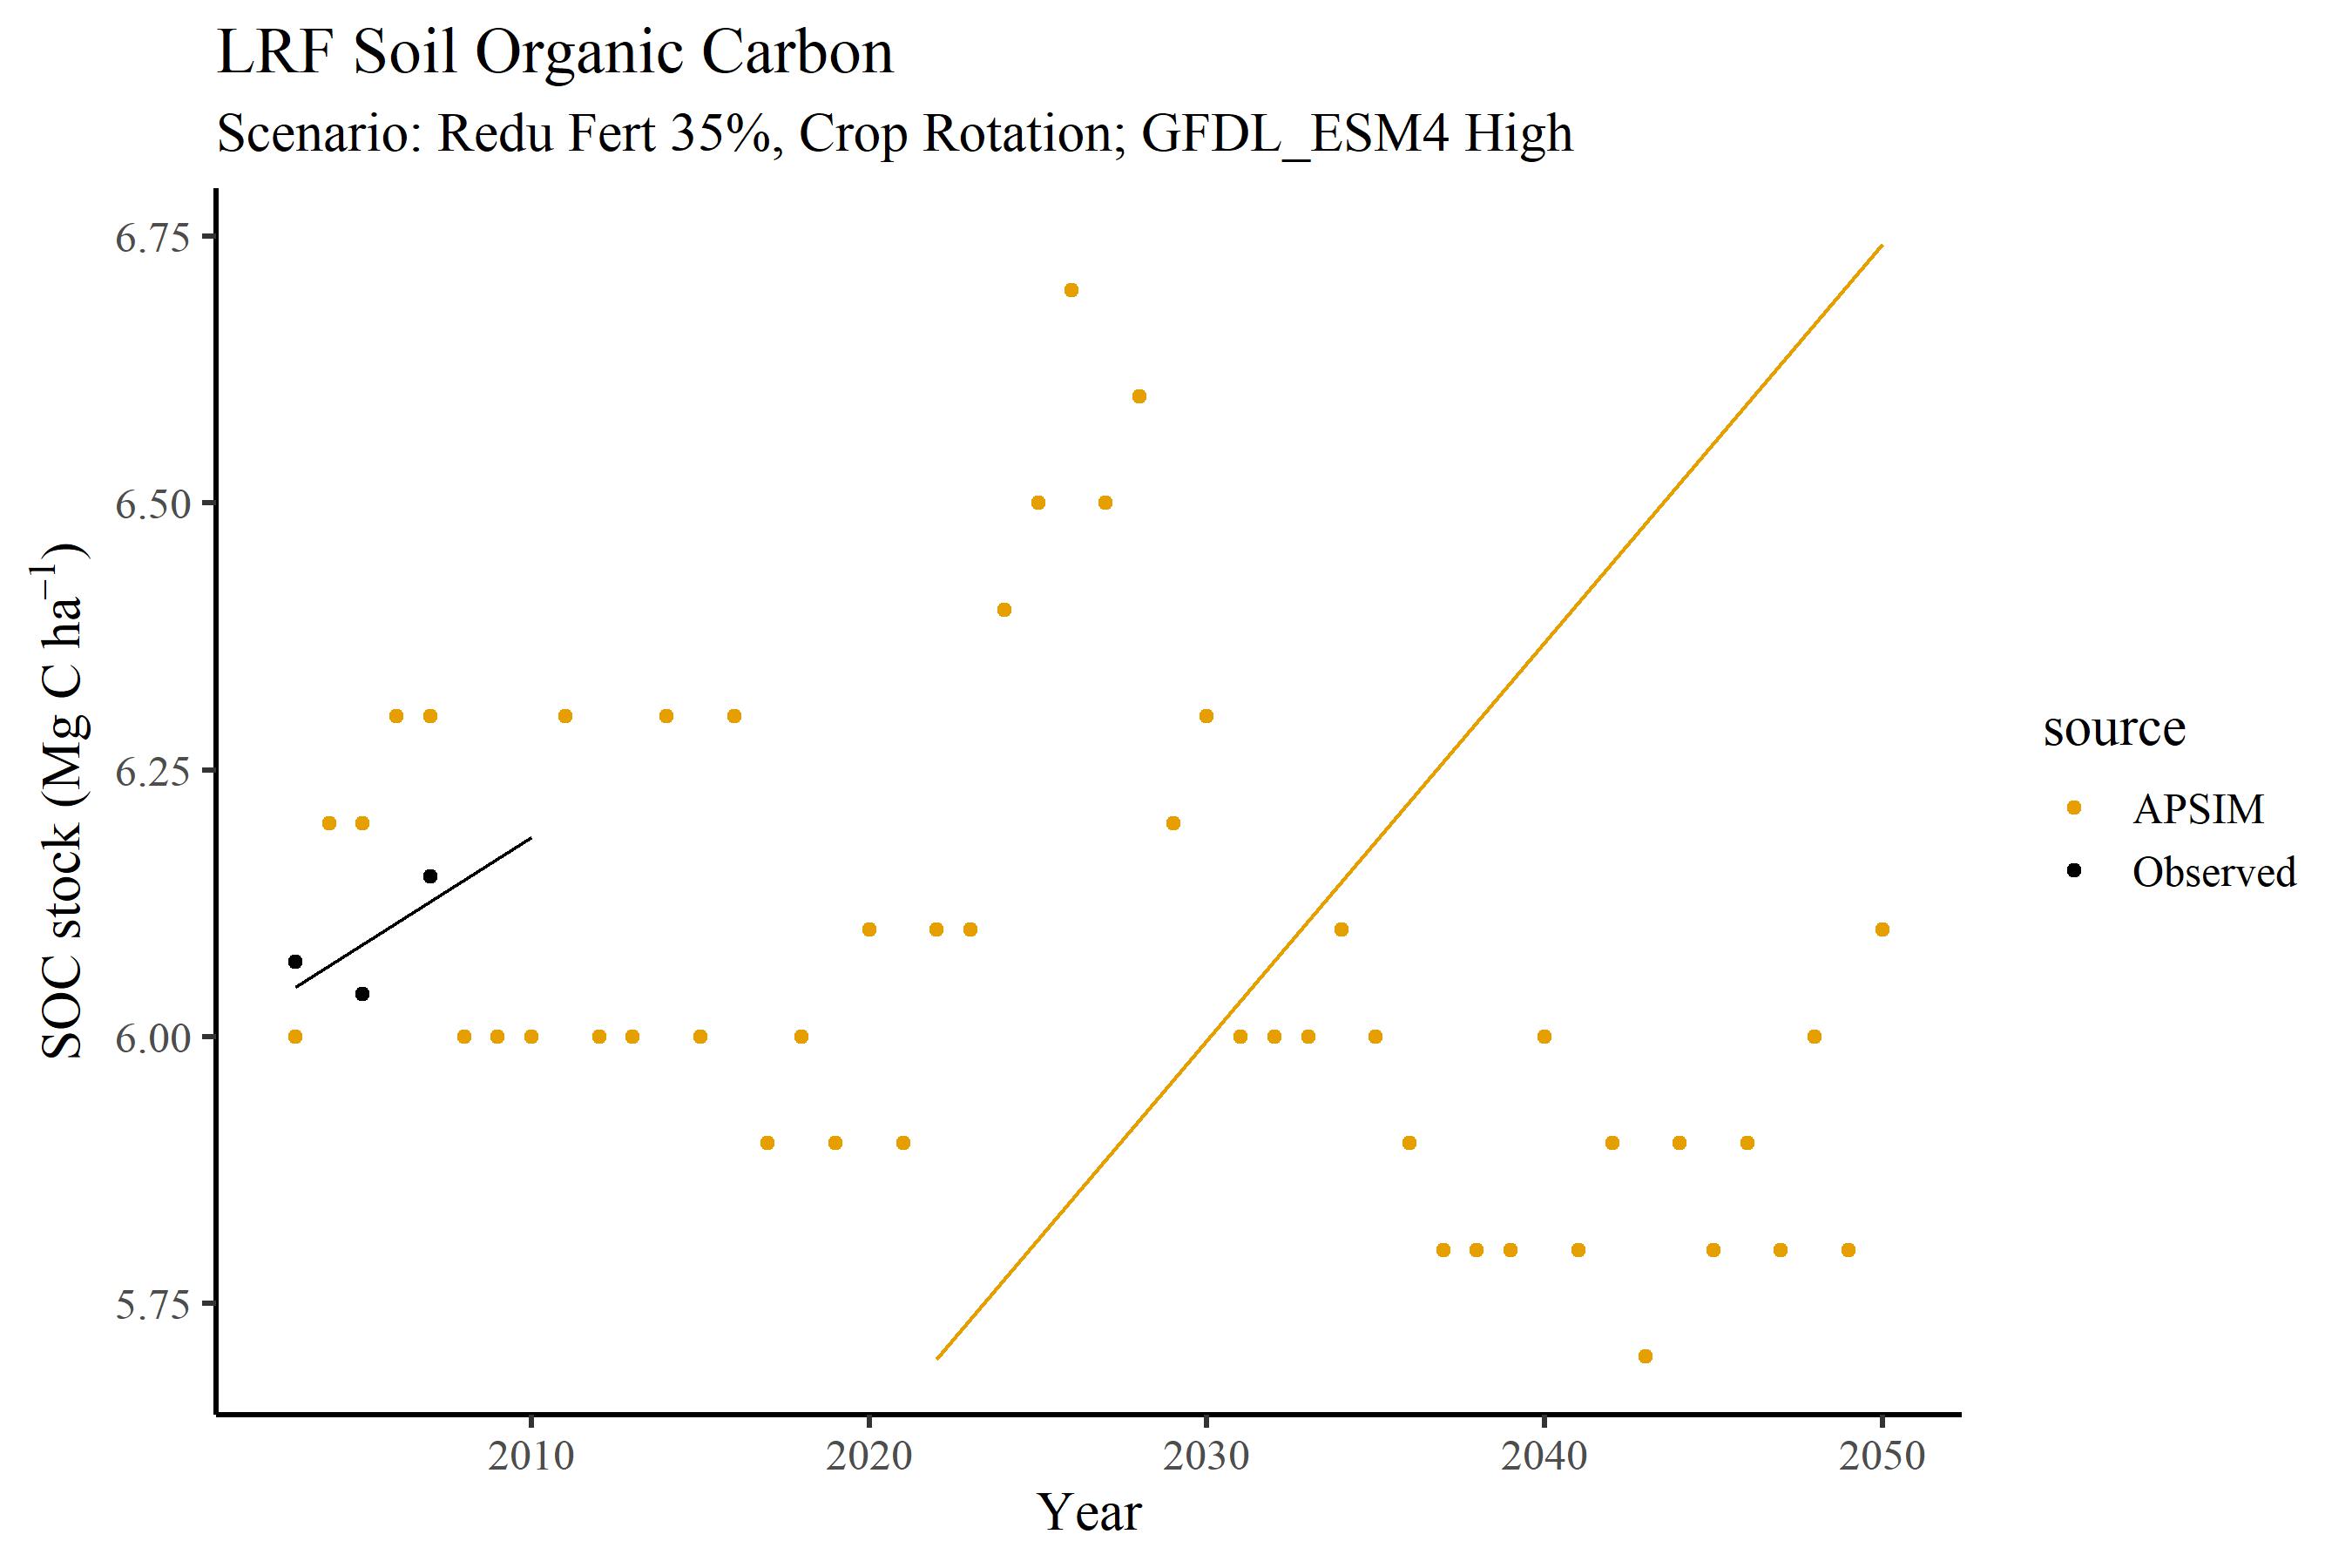 LRF Soil Organic Carbon
Scenario: Redu Fert 35%, Crop Rotation; GFDL_ESM4 High
SOC stock (Mg C ha⁻¹)
6.75
6.50
6.25
6.00
5.75
2010
2020
2030
2040
2050
Year
source
APSIM
Observed